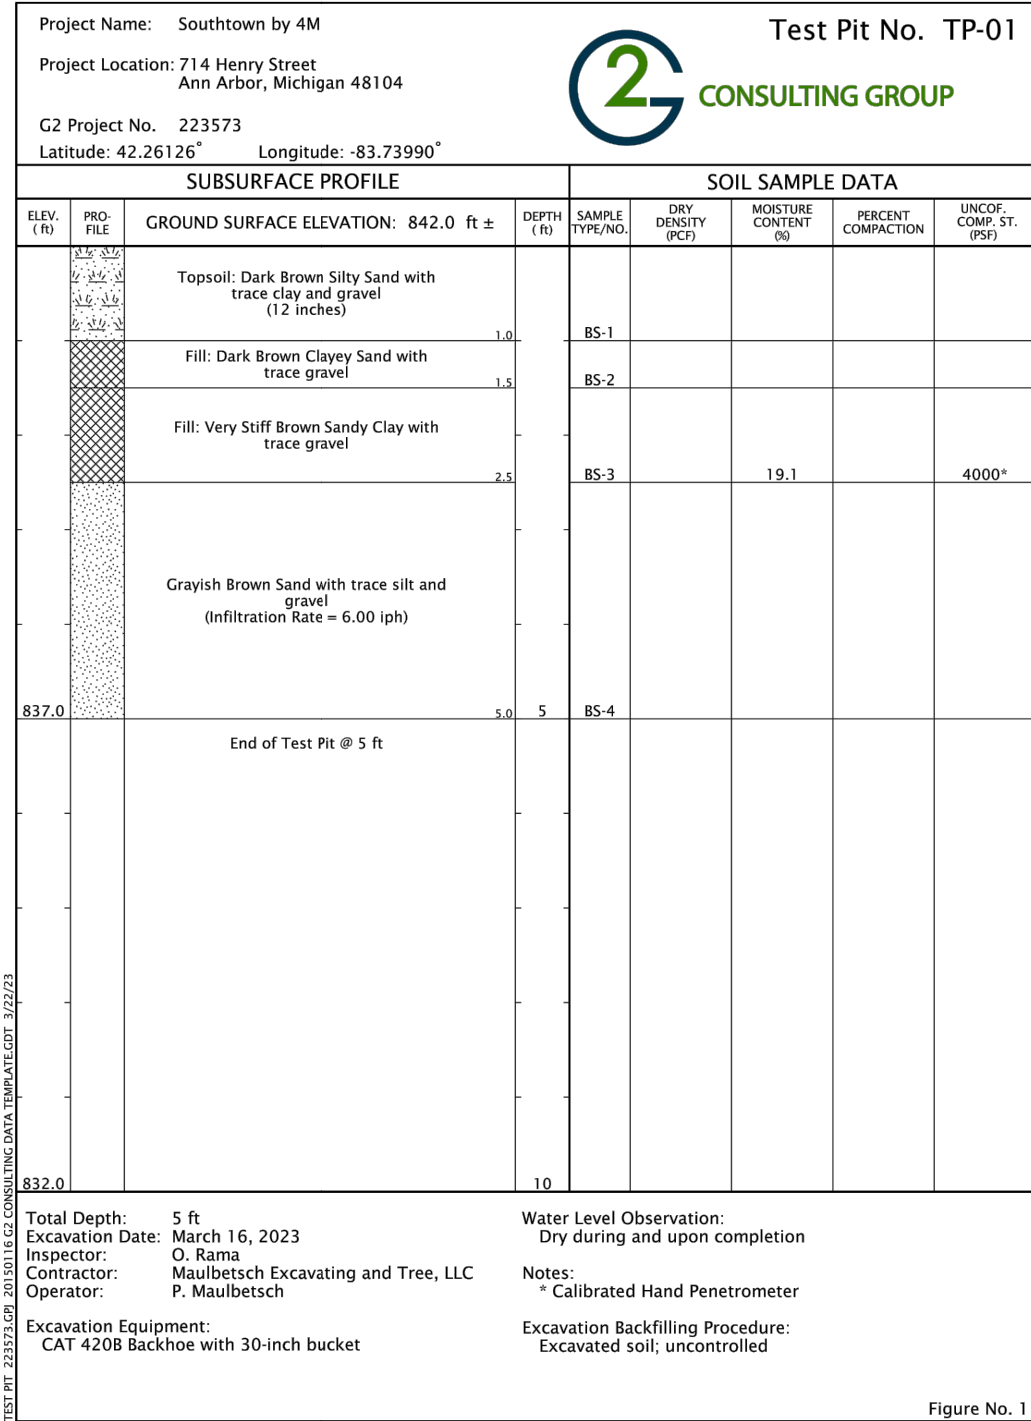 Project Name: Southtown by 4M
Test Pit No. TP-01
Project Location: 714 Henry Street
Ann Arbor, Michigan 48104
G2 CONSULTING GROUP
G2 Project No. 223573
Latitude: 42.26126° Longitude: -83.73990°
SUBSURFACE PROFILE
SOIL SAMPLE DATA
ELEV.
( ft)
PRO-
FILE
GROUND SURFACE ELEVATION: 842.0 ft ±
DEPTH
( ft)
SAMPLE
TYPE/NO.
DRY
DENSITY
(PCF)
MOISTURE
CONTENT
(%)
PERCENT
COMPACTION
UNCOF.
COMP. ST.
(PSF)
Topsoil: Dark Brown Silty Sand with
trace clay and gravel
(12 inches)
1.0 BS-1
Fill: Dark Brown Clayey Sand with
trace gravel
1.5 BS-2
Fill: Very Stiff Brown Sandy Clay with
trace gravel
2.5 BS-3 19.1 4000*
Grayish Brown Sand with trace silt and
gravel
(Infiltration Rate = 6.00 iph)
837.0 5.0 5 BS-4
End of Test Pit @ 5 ft
832.0 10
Total Depth: 5 ft
Excavation Date: March 16, 2023
Inspector: O. Rama
Contractor: Maulbetsch Excavating and Tree, LLC
Operator: P. Maulbetsch
Excavation Equipment:
CAT 420B Backhoe with 30-inch bucket
Water Level Observation:
Dry during and upon completion
Notes:
* Calibrated Hand Penetrometer
Excavation Backfilling Procedure:
Excavated soil; uncontrolled
Figure No. 1
TEST PIT 223573.GPJ 20150116 G2 CONSULTING DATA TEMPLATE.GDT 3/22/23